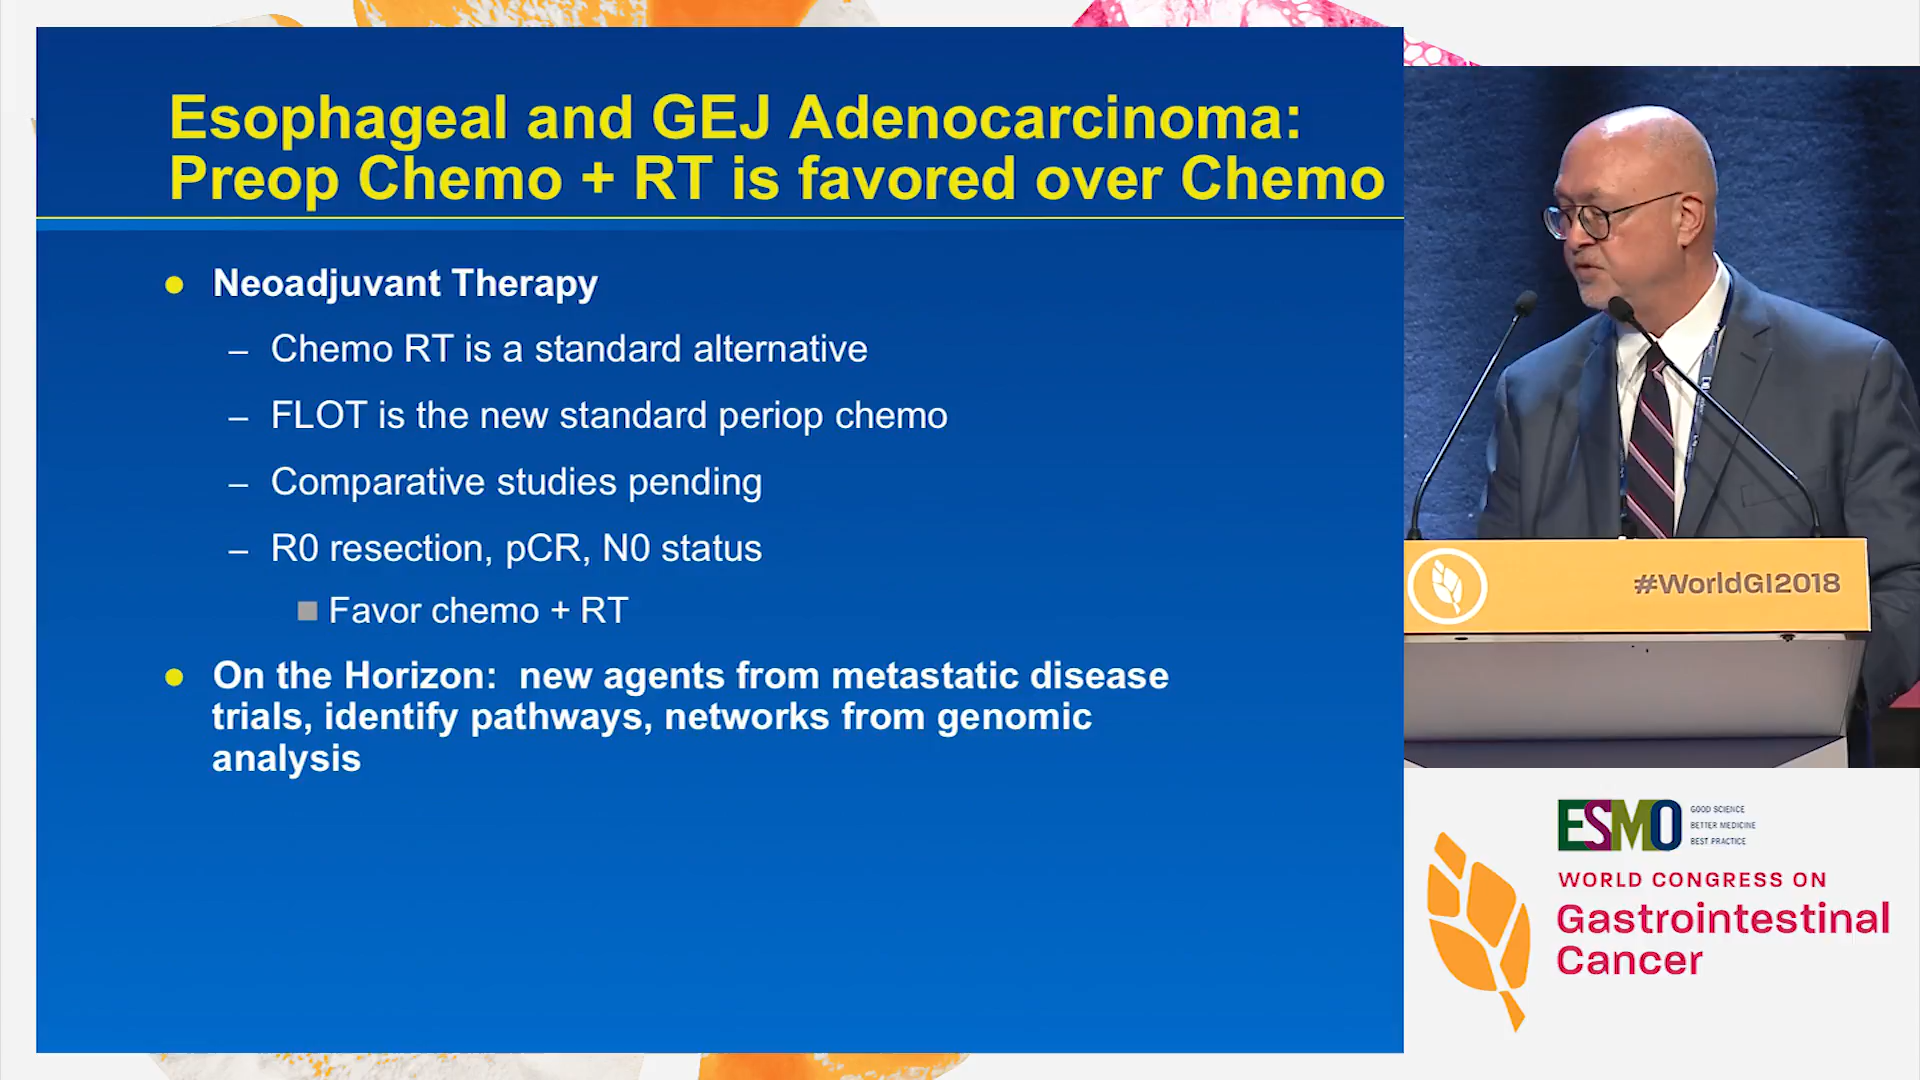 Esophageal and GEJ Adenocarcinoma:
Preop Chemo + RT is favored over Chemo
● Neoadjuvant Therapy
– Chemo RT is a standard alternative
– FLOT is the new standard periop chemo
– Comparative studies pending
– R0 resection, pCR, N0 status
■ Favor chemo + RT
● On the Horizon: new agents from metastatic disease
trials, identify pathways, networks from genomic
analysis
#WorldGI2018
ESMO
GOOD SCIENCE
BETTER MEDICINE
BEST PRACTICE
WORLD CONGRESS ON
Gastrointestinal
Cancer